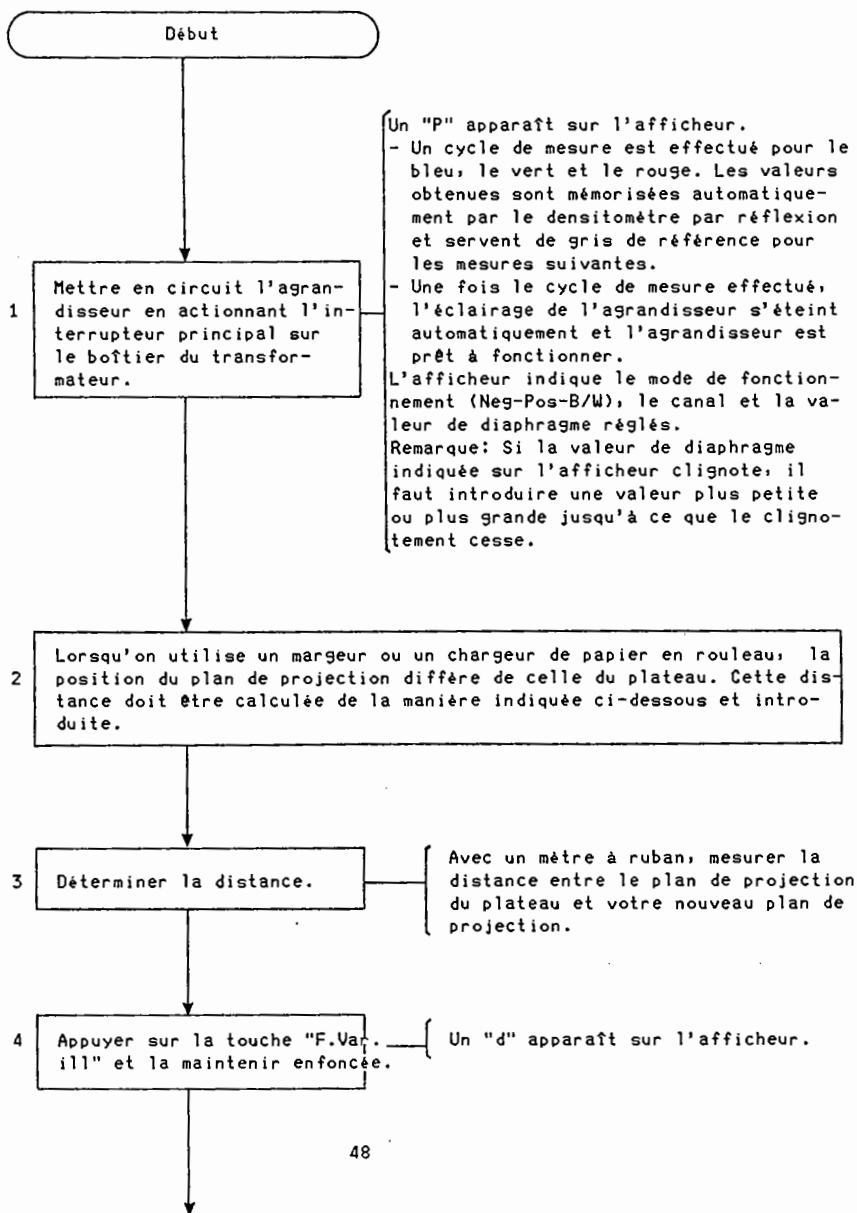 Début
Un "P" apparaît sur l'afficheur.
- Un cycle de mesure est effectué pour le
bleu, le vert et le rouge. Les valeurs
obtenues sont mémorisées automatique-
ment par le densitomètre par réflexion
et servent de gris de référence pour
les mesures suivantes.
- Une fois le cycle de mesure effectué,
l'éclairage de l'agrandisseur s'éteint
automatiquement et l'agrandisseur est
prêt à fonctionner.
L'afficheur indique le mode de fonction-
nement (Neg-Pos-B/W), le canal et la va-
leur de diaphragme réglés.
Remarque: Si la valeur de diaphragme
indiquée sur l'afficheur clignote, il
faut introduire une valeur plus petite
ou plus grande jusqu'à ce que le cligno-
tement cesse.
1
Mettre en circuit l'agran-
disseur en actionnant l'in-
terrupteur principal sur
le boîtier du transfor-
mateur.
2
Lorsqu'on utilise un margeur ou un chargeur de papier en rouleau, la
position du plan de projection diffère de celle du plateau. Cette dis-
tance doit être calculée de la manière indiquée ci-dessous et intro-
duite.
3
Déterminer la distance.
Avec un mètre à ruban, mesurer la
distance entre le plan de projection
du plateau et votre nouveau plan de
projection.
4
Appuyer sur la touche "F.Var.
ill" et la maintenir enfoncée.
Un "d" apparaît sur l'afficheur.
48